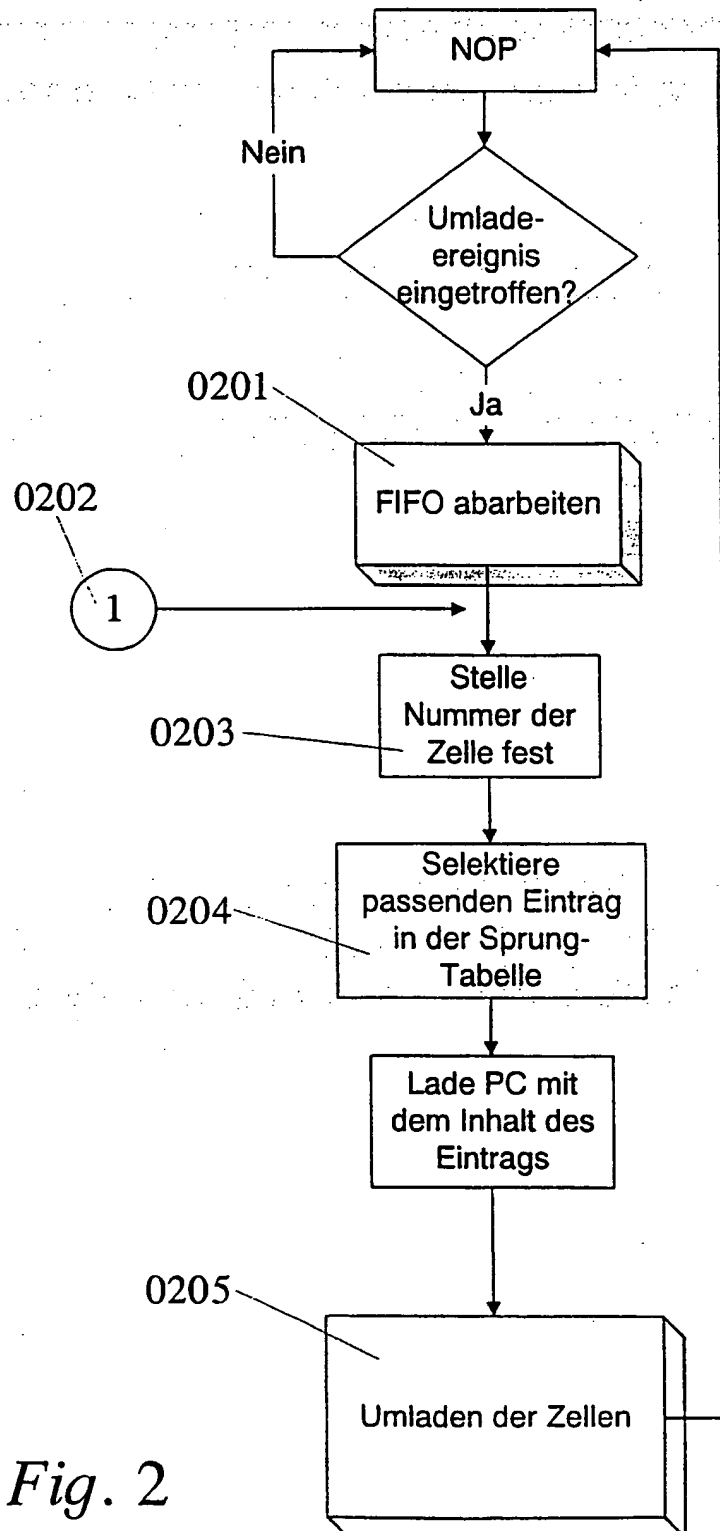 NOP
Nein
Umlade-
ereignis
eingetroffen?
Ja
0201
FIFO abarbeiten
0202
1
Stelle
Nummer der
Zelle fest
0203
Selektiere
passenden Eintrag
in der Sprung-
Tabelle
0204
Lade PC mit
dem Inhalt des
Eintrags
0205
Umladen der Zellen
Fig. 2